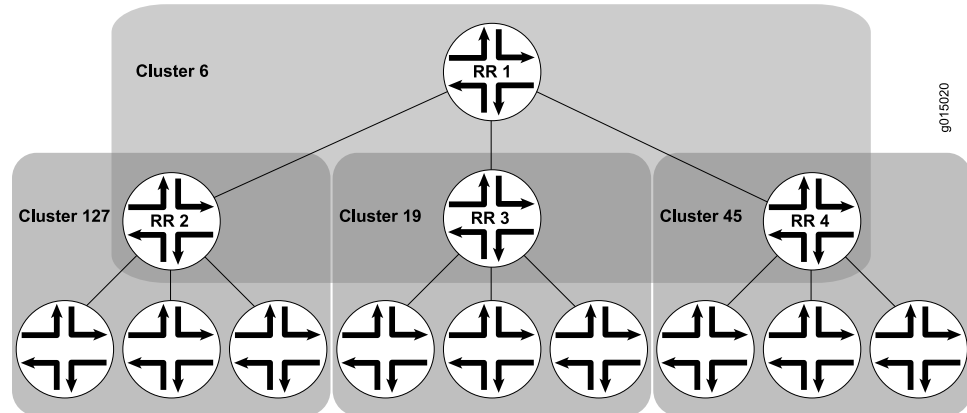 Cluster 6
RR 1
g015020
Cluster 127
RR 2
Cluster 19
RR 3
Cluster 45
RR 4